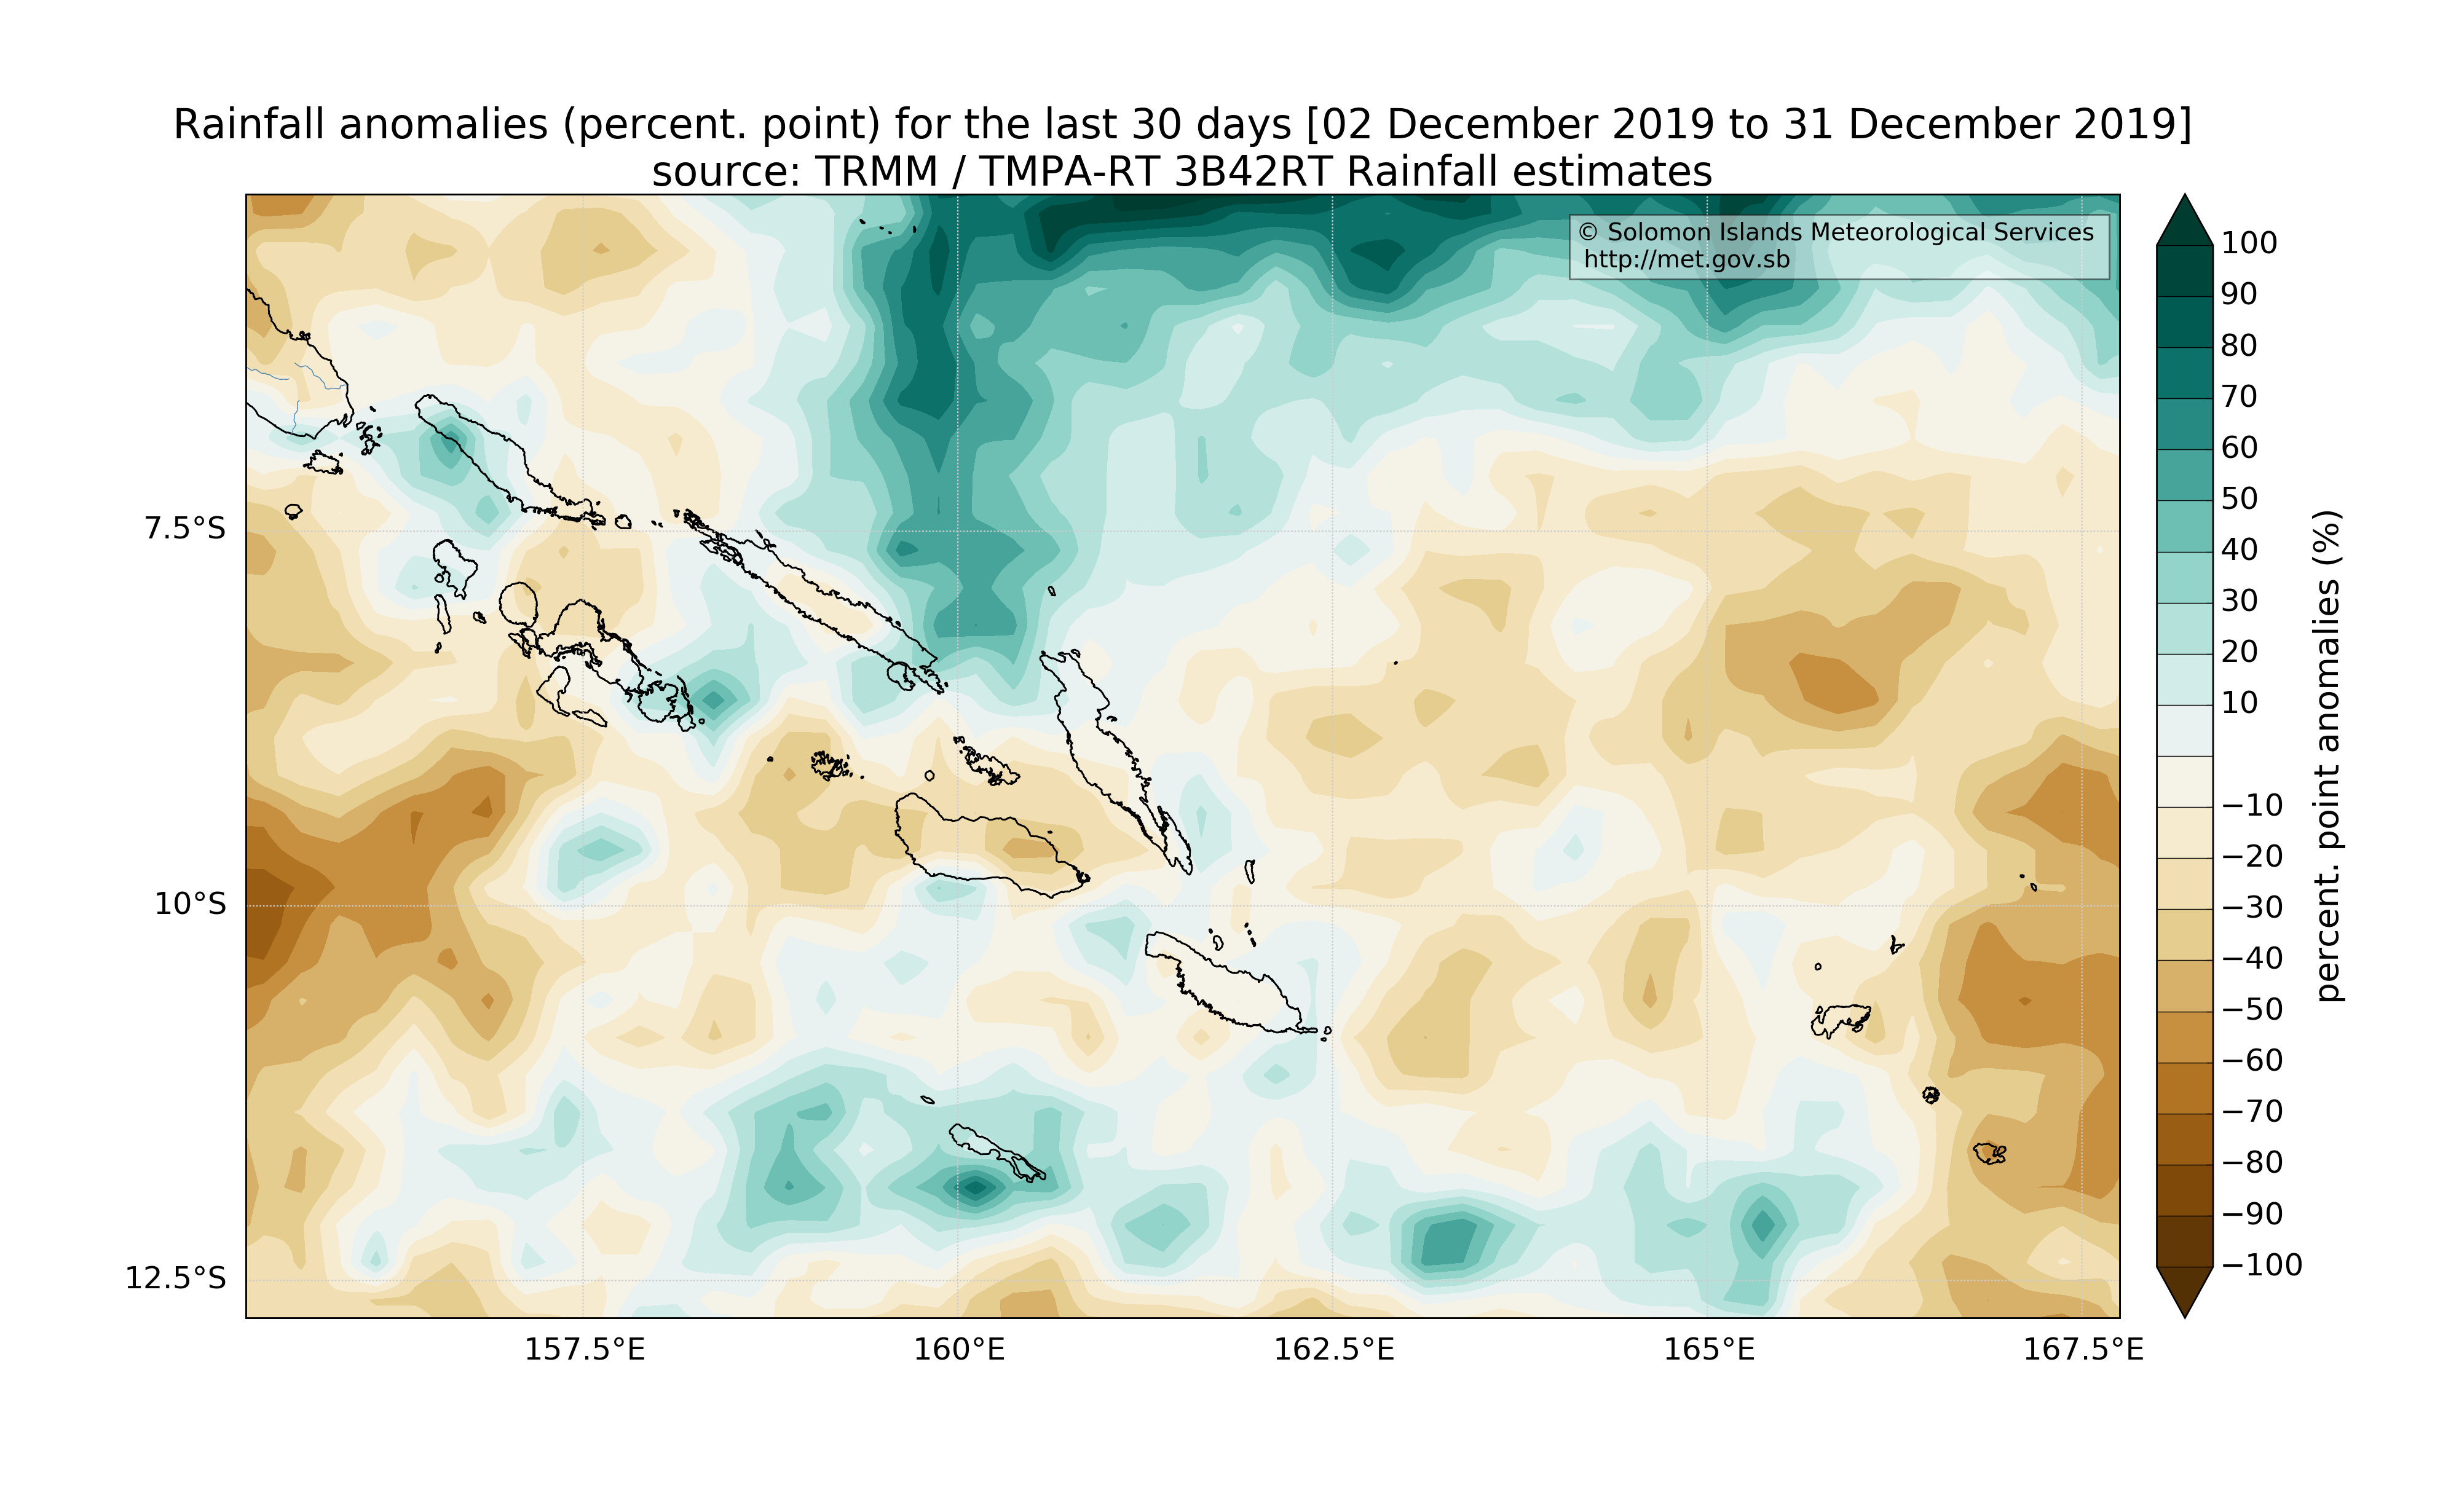 Rainfall anomalies (percent. point) for the last 30 days [02 December 2019 to 31 December 2019]
source: TRMM / TMPA-RT 3B42RT Rainfall estimates
© Solomon Islands Meteorological Services
http://met.gov.sb
7.5°S
10°S
12.5°S
157.5°E
160°E
162.5°E
165°E
167.5°E
100
90
80
70
60
50
40
30
20
10
−10
−20
−30
−40
−50
−60
−70
−80
−90
−100
percent. point anomalies (%)